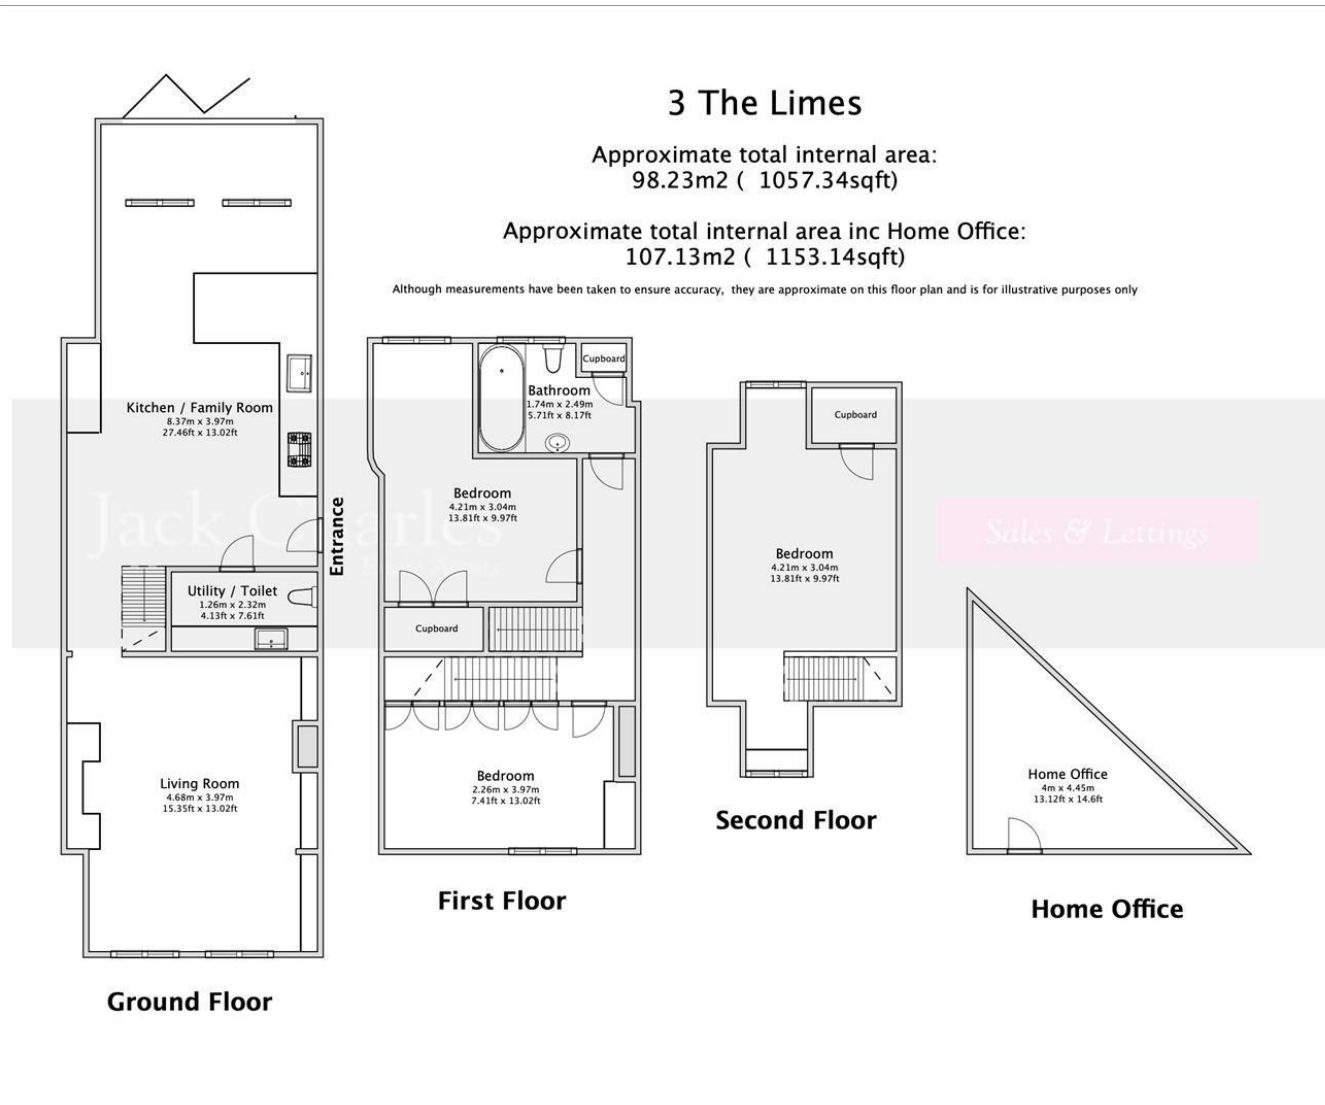 3 The Limes
Approximate total internal area:
98.23m2 ( 1057.34sqft)
Approximate total internal area inc Home Office:
107.13m2 ( 1153.14sqft)
Although measurements have been taken to ensure accuracy, they are approximate on this floor plan and is for illustrative purposes only
Kitchen / Family Room
8.37m x 3.97m
27.46ft x 13.02ft
Entrance
Utility / Toilet
1.26m x 2.32m
4.13ft x 7.61ft
Living Room
4.68m x 3.97m
15.35ft x 13.02ft
Ground Floor
Cupboard
Bathroom
1.74m x 2.49m
5.71ft x 8.17ft
Bedroom
4.21m x 3.04m
13.81ft x 9.97ft
Cupboard
Bedroom
2.26m x 3.97m
7.41ft x 13.02ft
First Floor
Cupboard
Bedroom
4.21m x 3.04m
13.81ft x 9.97ft
Second Floor
Home Office
4m x 4.45m
13.12ft x 14.6ft
Home Office
Jack Charles
Estate Agents
Sales & Lettings